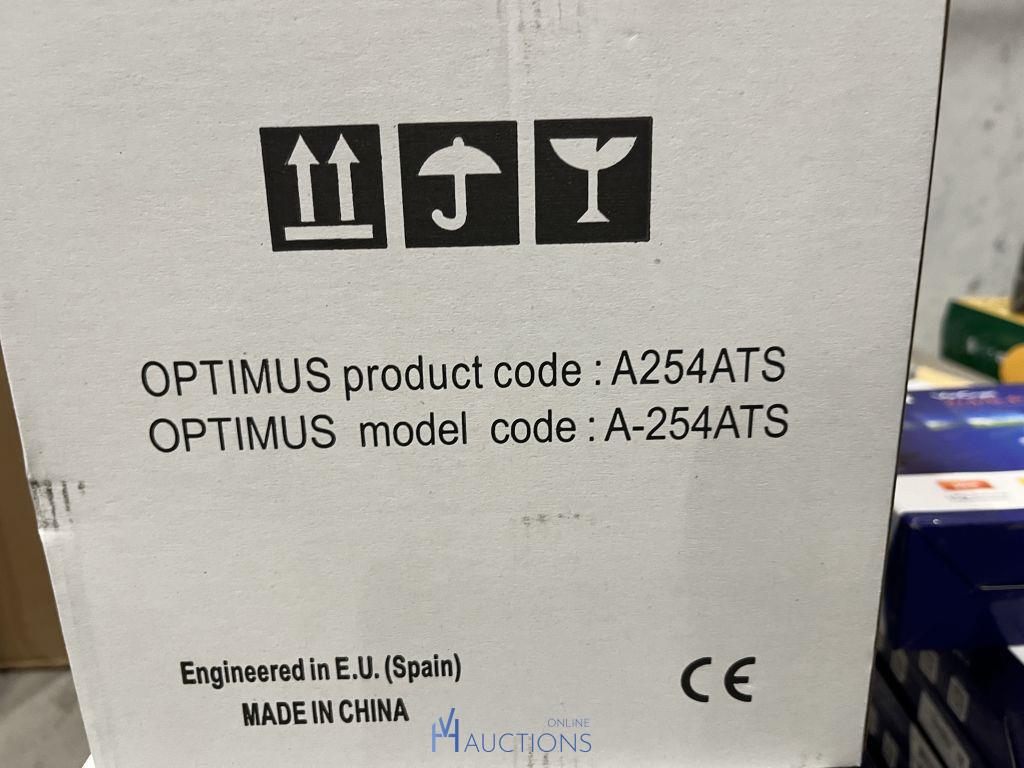 OPTIMUS product code : A254ATS
OPTIMUS model code : A-254ATS
Engineered in E.U. (Spain)
MADE IN CHINA
CE
ONLINE
AUCTIONS